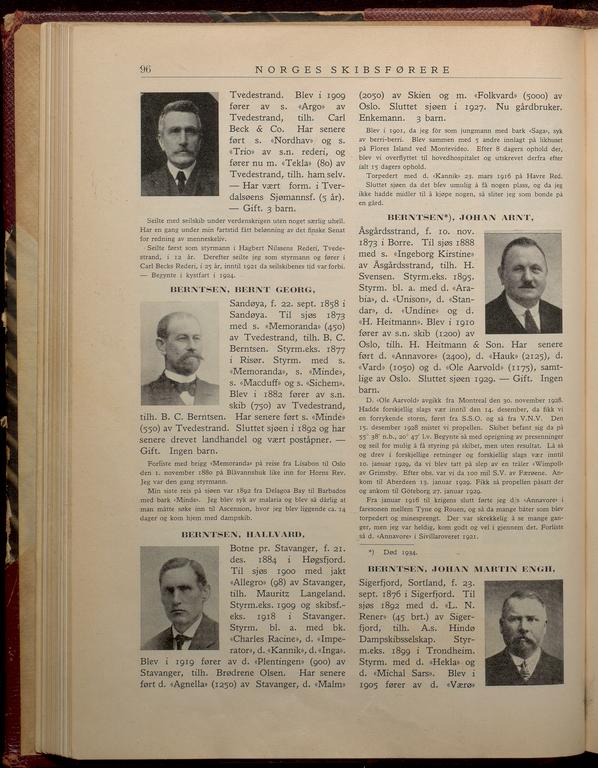 96
NORGES SKIBSFØRERE
Tvedestrand. Blev i 1909
fører av s. «Argo» av
Tvedestrand, tilh. Carl
Beck & Co. Har senere
ført s. «Nordhav» og s.
«Trio» av s.n. rederi, og
fører nu m. «Tekla» (80) av
Tvedestrand, tilh. ham selv.
— Har vært form. i Tver-
dalsøens Sjømannsf. (5 år).
— Gift. 3 barn.
Seilte med seilskib under verdenskrigen uten noget særlig uhell.
Har en gang under min fartstid fått belønning av det finske Senat
for redning av menneskeliv.
Seilte først som styrmann i Hagbert Nilssens Rederi, Tvede-
strand, i 12 år. Derefter seilte jeg som styrmann og fører i
Carl Becks Rederi, i 25 år, inntil 1921 da seilskibenes tid var forbi.
— Begynte i kystfart i 1924.
BERNTSEN, BERNT GEORG,
Sandøya, f. 22. sept. 1858 i
Sandøya. Til sjøs 1873
med s. «Memoranda» (450)
av Tvedestrand, tilh. B. C.
Berntsen. Styrm.eks. 1877
i Risør. Styrm. med s.
«Memoranda», s. «Minde»,
s. «Macduff» og s. «Sichem».
Blev i 1882 fører av s.n.
skib (750) av Tvedestrand,
tilh. B. C. Berntsen. Har senere ført s. «Minde»
(550) av Tvedestrand. Sluttet sjøen i 1892 og har
senere drevet landhandel og vært poståpner. —
Gift. Ingen barn.
Forliste med brigg «Memoranda» på reise fra Lisabon til Oslo
den 1. november 1880 på Blåvannshuk like inn for Horns Rev.
Jeg var den gang styrmann.
Min siste reis på sjøen var 1892 fra Delagoa Bay til Barbados
med bark «Minde». Jeg blev syk av malaria og blev så dårlig at
man måtte søke inn til Ascension, hvor jeg blev liggende ca. 14
dager og kom hjem med dampskib.
BERNTSEN, HALLVARD,
Botne pr. Stavanger, f. 21.
des. 1884 i Høgsfjord.
Til sjøs 1900 med jakt
«Allegro» (98) av Stavanger,
tilh. Mauritz Langeland.
Styrm.eks. 1909 og skibsf.-
eks. 1918 i Stavanger.
Styrm. bl. a. med bk.
«Charles Racine», d. «Impe-
rator», d. «Kannik», d. «Inga».
Blev i 1919 fører av d. «Plentingen» (900) av
Stavanger, tilh. Brødrene Olsen. Har senere
ført d. «Agnella» (1250) av Stavanger, d. «Malm»
(2050) av Skien og m. «Folkvard» (5000) av
Oslo. Sluttet sjøen i 1927. Nu gårdbruker.
Enkemann. 3 barn.
Blev i 1901, da jeg fór som jungmann med bark «Saga», syk
av berri-berri. Blev sammen med 5 andre innlagt på likhuset
på Flores Island ved Montevideo. Efter 8 dagers ophold der,
blev vi overflyttet til hovedhospitalet og utskrevet derfra efter
ialt 15 dagers ophold.
Torpedert med d. «Kannik» 23. mars 1916 på Havre Red.
Sluttet sjøen da det blev umulig å få nogen plass, og da jeg
ikke hadde midler til å kjøpe nogen, så sliter jeg som bonde på
en gård.
BERNTSEN*), JOHAN ARNT,
Åsgårdsstrand, f. 10. nov.
1873 i Borre. Til sjøs 1888
med s. «Ingeborg Kirstine»
av Åsgårdsstrand, tilh. H.
Svensen. Styrm.eks. 1895.
Styrm. bl. a. med d. «Ara-
bia», d. «Unison», d. «Stan-
dar», d. «Undine» og d.
«H. Heitmann». Blev i 1910
fører av s.n. skib (1200) av
Oslo, tilh. H. Heitmann & Son. Har senere
ført d. «Annavore» (2400), d. «Hauk» (2125), d.
«Vard» (1050) og d. «Ole Aarvold» (1175), samt-
lige av Oslo. Sluttet sjøen 1929. — Gift. Ingen
barn.
D. «Ole Aarvold» avgikk fra Montreal den 30. november 1928.
Hadde forskjellig slags vær inntil den 14. desember, da fikk vi
en forrykende storm, først fra S.S.O. og så fra V.N.V. Den
15. desember 1928 mistet vi propellen. Skibet befant sig da på
55° 38' n.b., 20° 47' l.v. Begynte så med oprigning av presenninger
og seil for mulig å få styring på skibet, men uten resultat. Lå så
og drev i forskjellige retninger og forskjellig slags vær inntil
10. januar 1929, da vi blev tatt på slep av en tråler «Wimpoll»
av Grimsby. Efter obs. var vi da 100 mil S.V. av Færøene. An-
kom til Aberdeen 13. januar 1929. Fikk så propellen påsatt der
og ankom til Göteborg 27. januar 1929.
Fra januar 1916 til krigens slutt førte jeg d/s «Annavore» i
faresonen mellem Tyne og Rouen, og så da mange båter som blev
torpedert og minesprengt. Der var skrekkelig å se mange gan-
ger, men jeg var heldig, kom godt og vel i gjennem det. Forliste
så d. «Annavore» i Sivillaroveret 1921.
*) Død 1934.
BERNTSEN, JOHAN MARTIN ENGH,
Sigerfjord, Sortland, f. 23.
sept. 1876 i Sigerfjord. Til
sjøs 1892 med d. «L. N.
Rener» (45 brt.) av Siger-
fjord, tilh. A.s. Hindø
Dampskibsselskap. Styr-
m.eks. 1899 i Trondheim.
Styrm. med d. «Hekla» og
d. «Michal Sars». Blev i
1905 fører av d. «Værø»